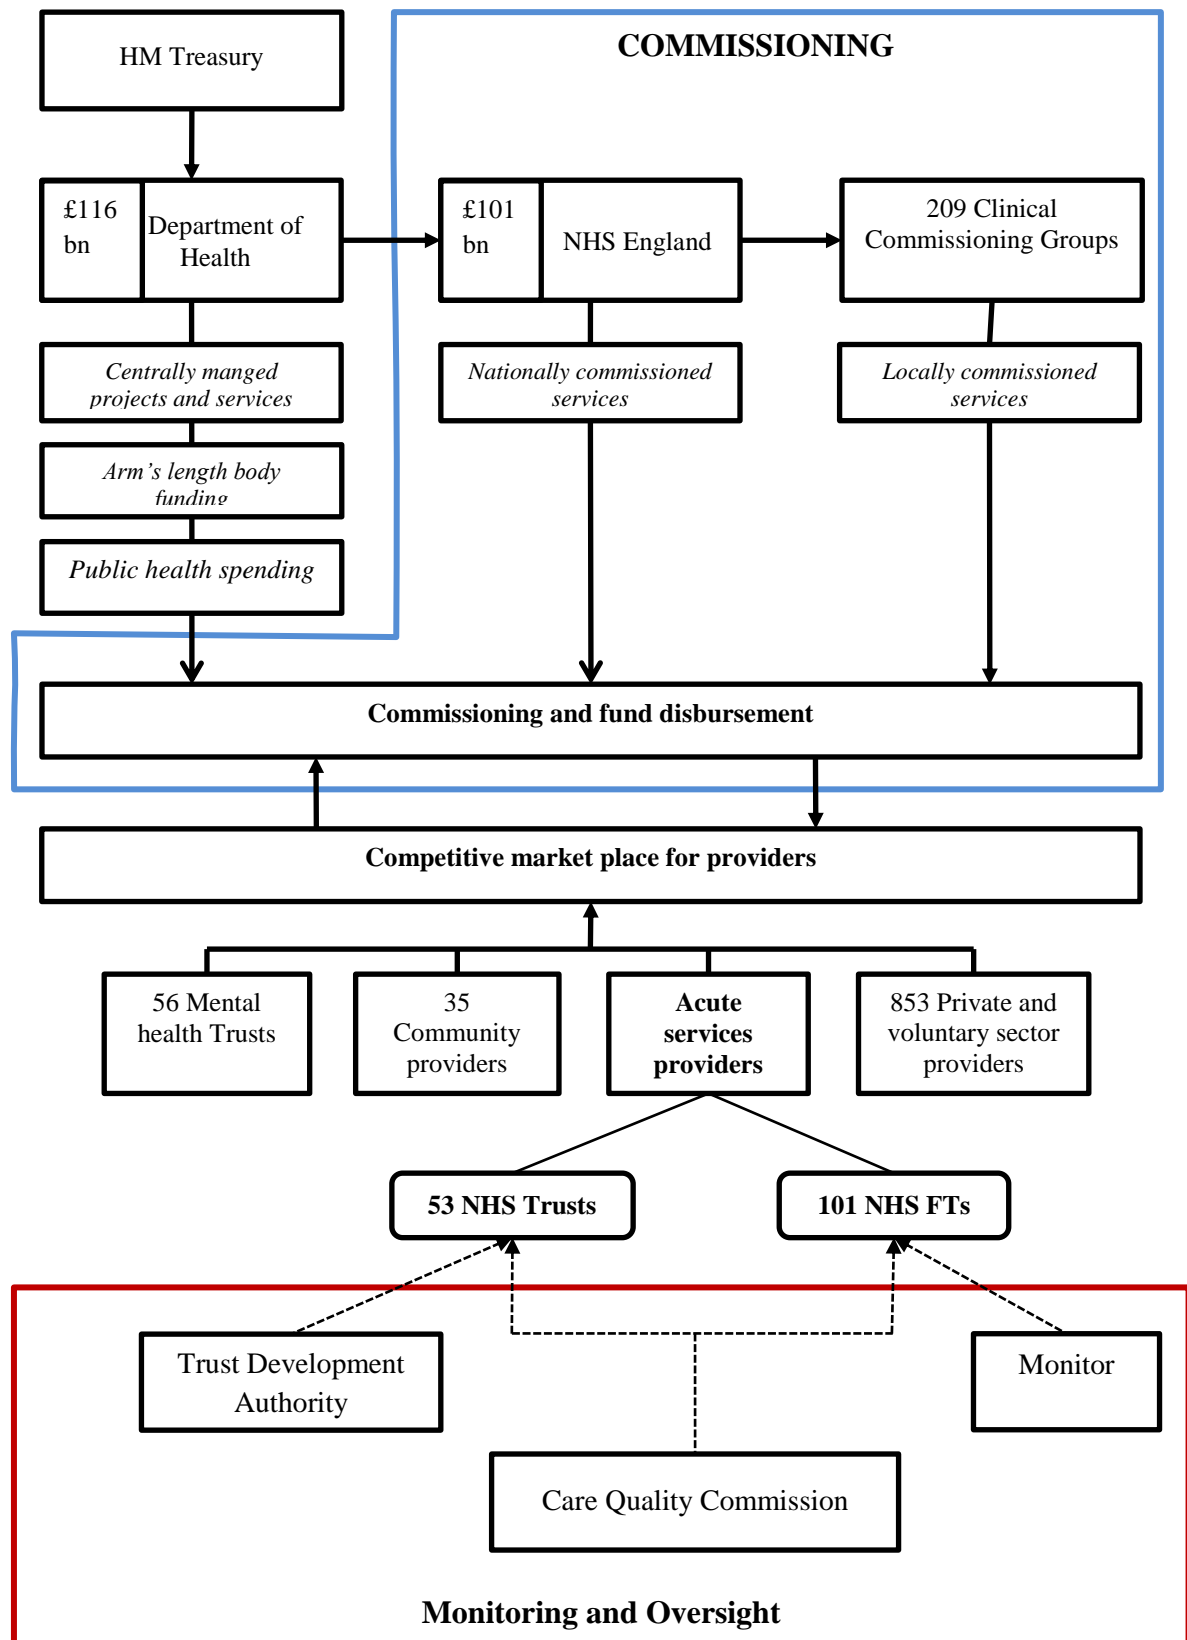 COMMISSIONING
HM Treasury
£116
bn
Department of
Health
£101
bn
NHS England
209 Clinical
Commissioning Groups
Centrally manged
projects and services
Nationally commissioned
services
Locally commissioned
services
Arm's length body
funding
Public health spending
Commissioning and fund disbursement
Competitive market place for providers
56 Mental
health Trusts
35
Community
providers
Acute
services
providers
853 Private and
voluntary sector
providers
53 NHS Trusts
101 NHS FTs
Trust Development
Authority
Monitor
Care Quality Commission
Monitoring and Oversight